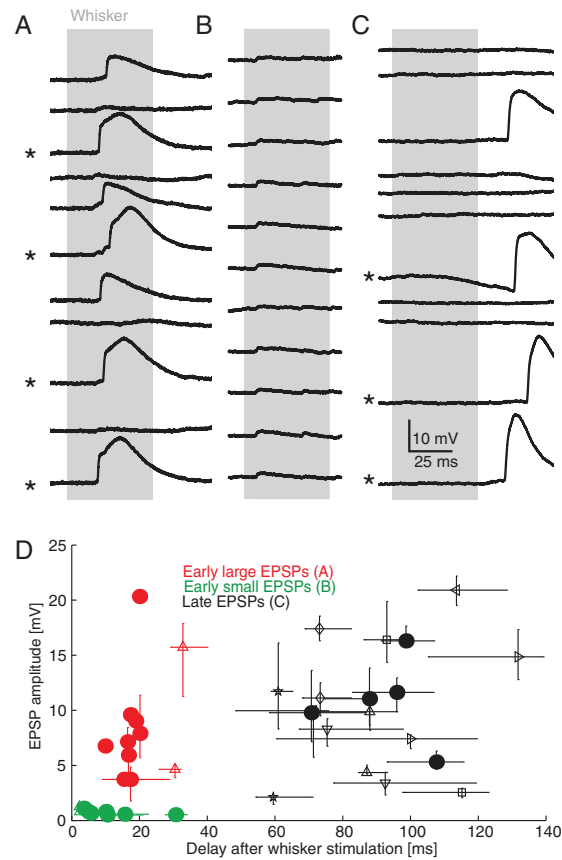 A
Whisker
B
C
*
*
*
*
*
*
*
10 mV
25 ms
D
25
20
15
10
5
0
EPSP amplitude [mV]
Early large EPSPs (A)
Early small EPSPs (B)
Late EPSPs (C)
0
20
40
60
80
100
120
140
Delay after whisker stimulation [ms]